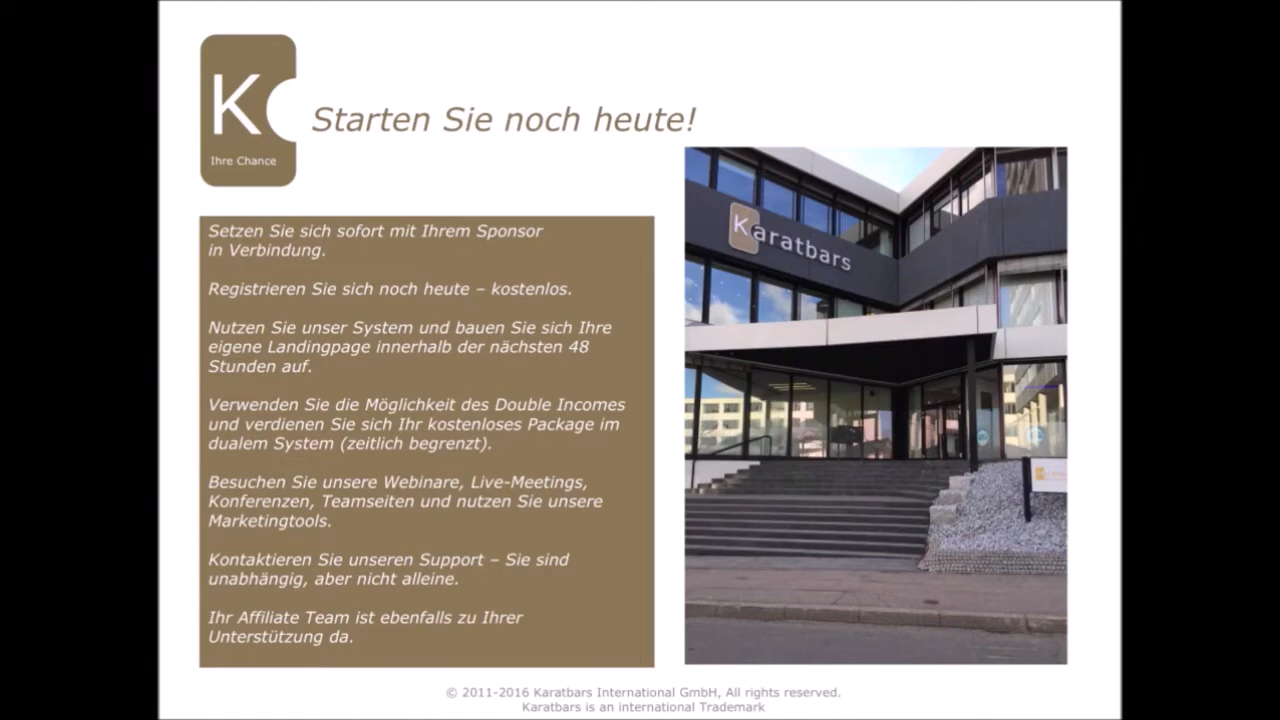 K
Ihre Chance
Starten Sie noch heute!
Setzen Sie sich sofort mit Ihrem Sponsor
in Verbindung.
Registrieren Sie sich noch heute – kostenlos.
Nutzen Sie unser System und bauen Sie sich Ihre
eigene Landingpage innerhalb der nächsten 48
Stunden auf.
Verwenden Sie die Möglichkeit des Double Incomes
und verdienen Sie sich Ihr kostenloses Package im
dualem System (zeitlich begrenzt).
Besuchen Sie unsere Webinare, Live-Meetings,
Konferenzen, Teamseiten und nutzen Sie unsere
Marketingtools.
Kontaktieren Sie unseren Support – Sie sind
unabhängig, aber nicht alleine.
Ihr Affiliate Team ist ebenfalls zu Ihrer
Unterstützung da.
Karatbars
© 2011-2016 Karatbars International GmbH, All rights reserved.
Karatbars is an international Trademark